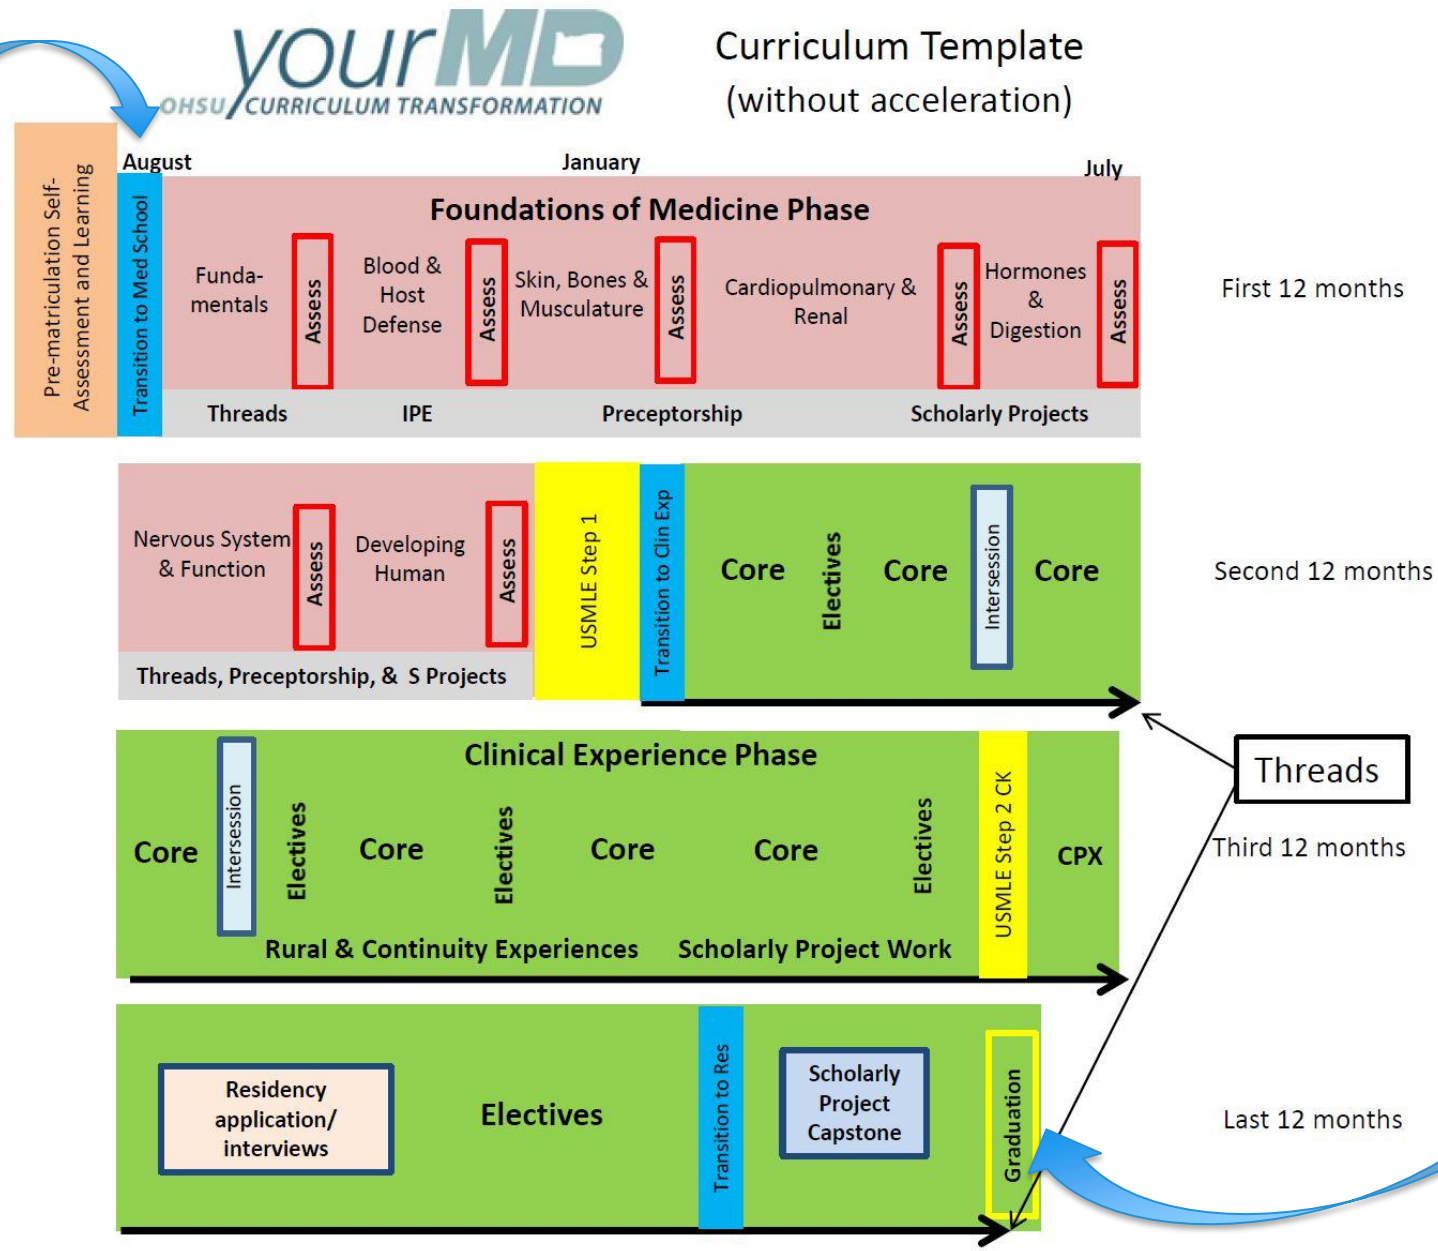 yourMD
OHSU CURRICULUM TRANSFORMATION
Curriculum Template
(without acceleration)
Pre-matriculation Self-
Assessment and Learning
August
January
July
Transition to Med School
Foundations of Medicine Phase
Funda-
mentals
Assess
Blood &
Host
Defense
Assess
Skin, Bones &
Musculature
Assess
Cardiopulmonary &
Renal
Assess
Hormones
&
Digestion
Assess
First 12 months
Threads
IPE
Preceptorship
Scholarly Projects
Nervous System
& Function
Assess
Developing
Human
Assess
USMLE Step 1
Transition to Clin Exp
Core
Electives
Core
Intersession
Core
Second 12 months
Threads, Preceptorship, & S Projects
Clinical Experience Phase
Threads
Core
Intersession
Electives
Core
Electives
Core
Core
Electives
USMLE Step 2 CK
CPX
Third 12 months
Rural & Continuity Experiences
Scholarly Project Work
Residency
application/
interviews
Electives
Transition to Res
Scholarly
Project
Capstone
Graduation
Last 12 months